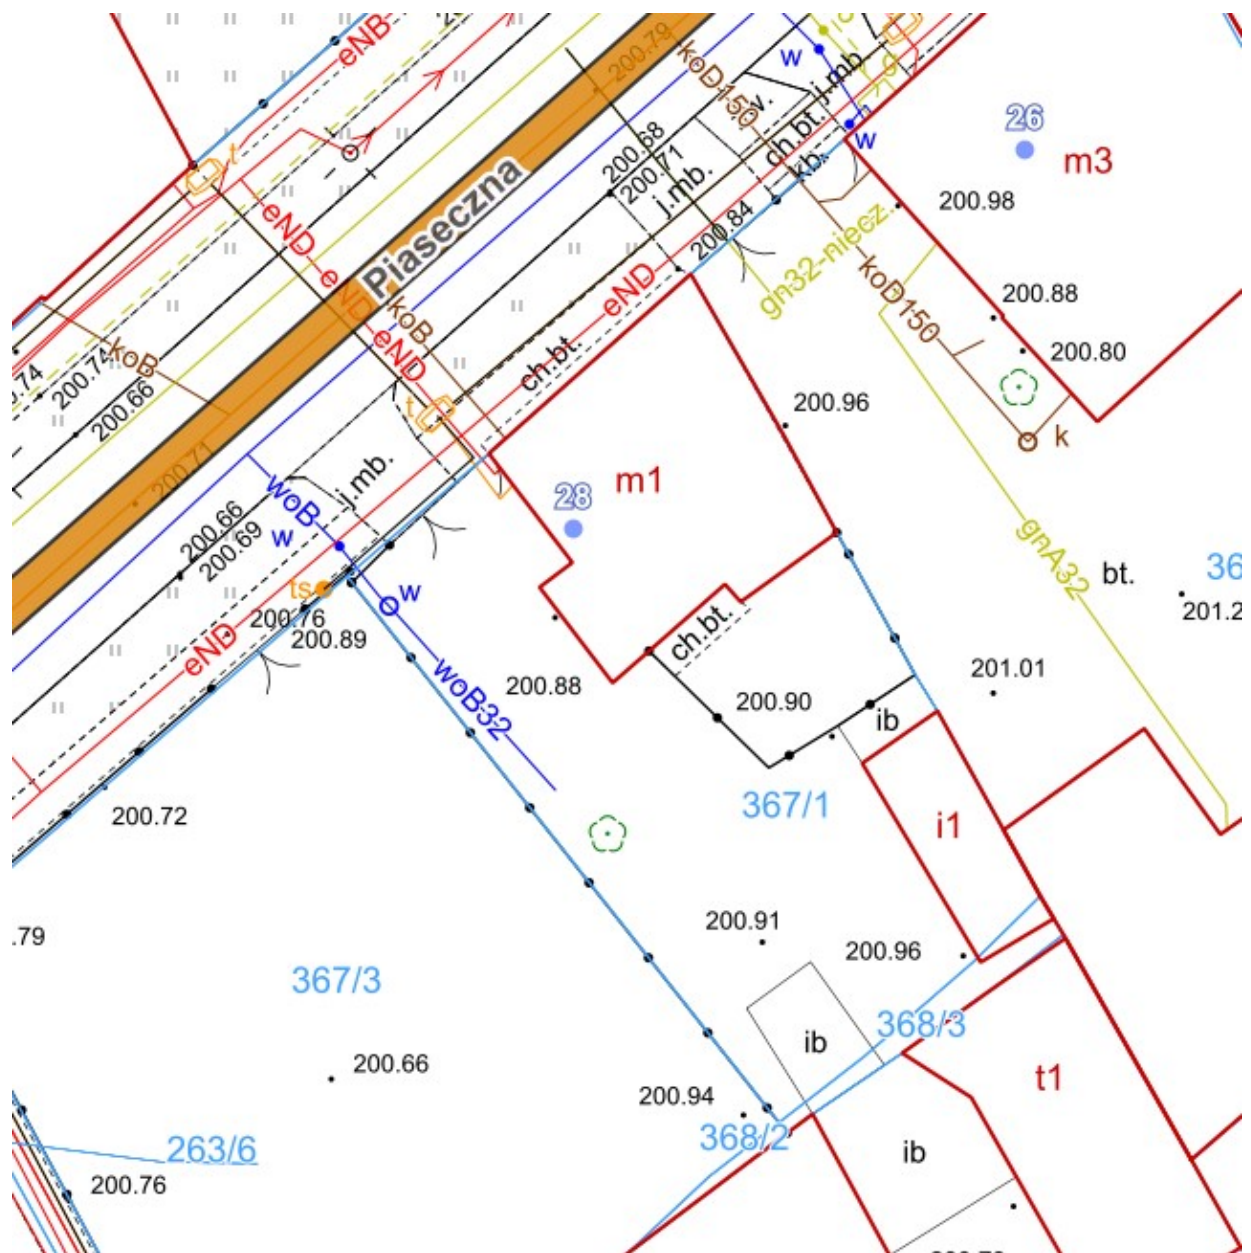 eNB
200.79
koD150
w
j.mb
g
v.
ch.bt.
w
kb.
26
m3
t
200.68
200.71
j.mb.
200.98
Piaseczna
eND
eND
200.84
gn32-niecz.
koD150
200.88
200.80
eND
koB
eND
koB
ch.bt.
200.74
200.66
t
200.96
k
200.71
j.mb.
m1
28
woB
w
200.66
200.69
gnA32
bt.
ts
w
200.76
200.89
eND
ch.bt.
201.01
woB32
200.88
200.90
ib
200.72
367/1
i1
.79
200.91
200.96
367/3
368/3
ib
200.66
t1
200.94
368/2
263/6
ib
200.76